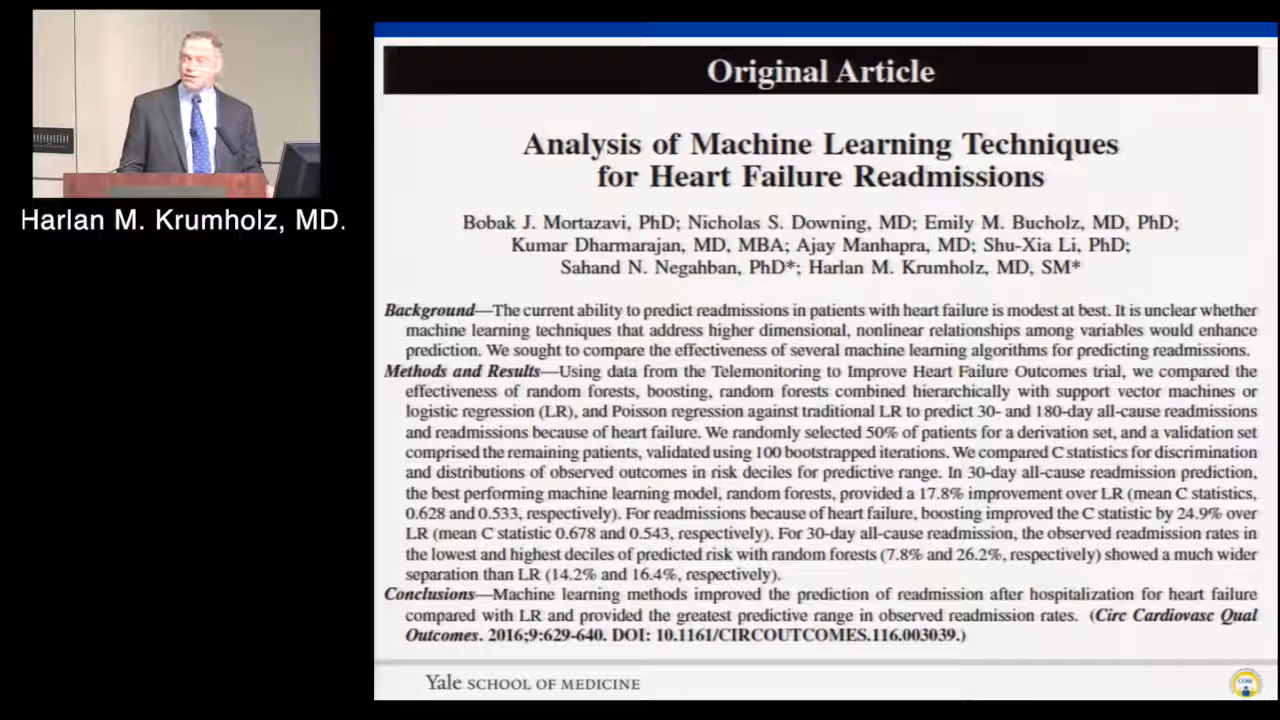 Harlan M. Krumholz, MD.
Original Article
Analysis of Machine Learning Techniques
for Heart Failure Readmissions
Bobak J. Mortazavi, PhD; Nicholas S. Downing, MD; Emily M. Bucholz, MD, PhD;
Kumar Dharmarajan, MD, MBA; Ajay Manhapra, MD; Shu-Xia Li, PhD;
Sahand N. Negahban, PhD*; Harlan M. Krumholz, MD, SM*
Background—The current ability to predict readmissions in patients with heart failure is modest at best. It is unclear whether
machine learning techniques that address higher dimensional, nonlinear relationships among variables would enhance
prediction. We sought to compare the effectiveness of several machine learning algorithms for predicting readmissions.
Methods and Results—Using data from the Telemonitoring to Improve Heart Failure Outcomes trial, we compared the
effectiveness of random forests, boosting, random forests combined hierarchically with support vector machines or
logistic regression (LR), and Poisson regression against traditional LR to predict 30- and 180-day all-cause readmissions
and readmissions because of heart failure. We randomly selected 50% of patients for a derivation set, and a validation set
comprised the remaining patients, validated using 100 bootstrapped iterations. We compared C statistics for discrimination
and distributions of observed outcomes in risk deciles for predictive range. In 30-day all-cause readmission prediction,
the best performing machine learning model, random forests, provided a 17.8% improvement over LR (mean C statistics,
0.628 and 0.533, respectively). For readmissions because of heart failure, boosting improved the C statistic by 24.9% over
LR (mean C statistic 0.678 and 0.543, respectively). For 30-day all-cause readmission, the observed readmission rates in
the lowest and highest deciles of predicted risk with random forests (7.8% and 26.2%, respectively) showed a much wider
separation than LR (14.2% and 16.4%, respectively).
Conclusions—Machine learning methods improved the prediction of readmission after hospitalization for heart failure
compared with LR and provided the greatest predictive range in observed readmission rates. (Circ Cardiovasc Qual
Outcomes. 2016;9:629-640. DOI: 10.1161/CIRCOUTCOMES.116.003039.)
Yale SCHOOL OF MEDICINE